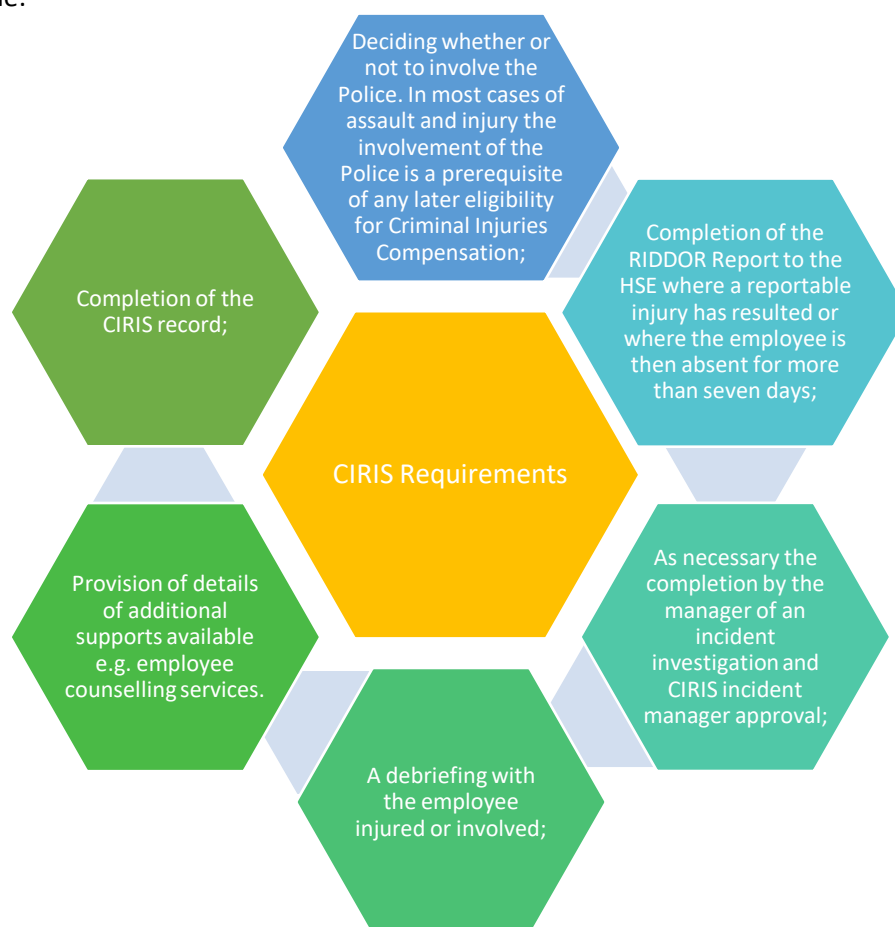 ne:
Deciding whether or
not to involve the
Police. In most cases of
assault and injury the
involvement of the
Police is a prerequisite
of any later eligibility
for Criminal Injuries
Compensation;
Completion of the
RIDDOR Report to the
HSE where a reportable
injury has resulted or
where the employee is
then absent for more
than seven days;
Completion of the
CIRIS record;
CIRIS Requirements
As necessary the
completion by the
manager of an
incident
investigation and
CIRIS incident
manager approval;
Provision of details
of additional
supports available
e.g. employee
counselling services.
A debriefing with
the employee
injured or involved;